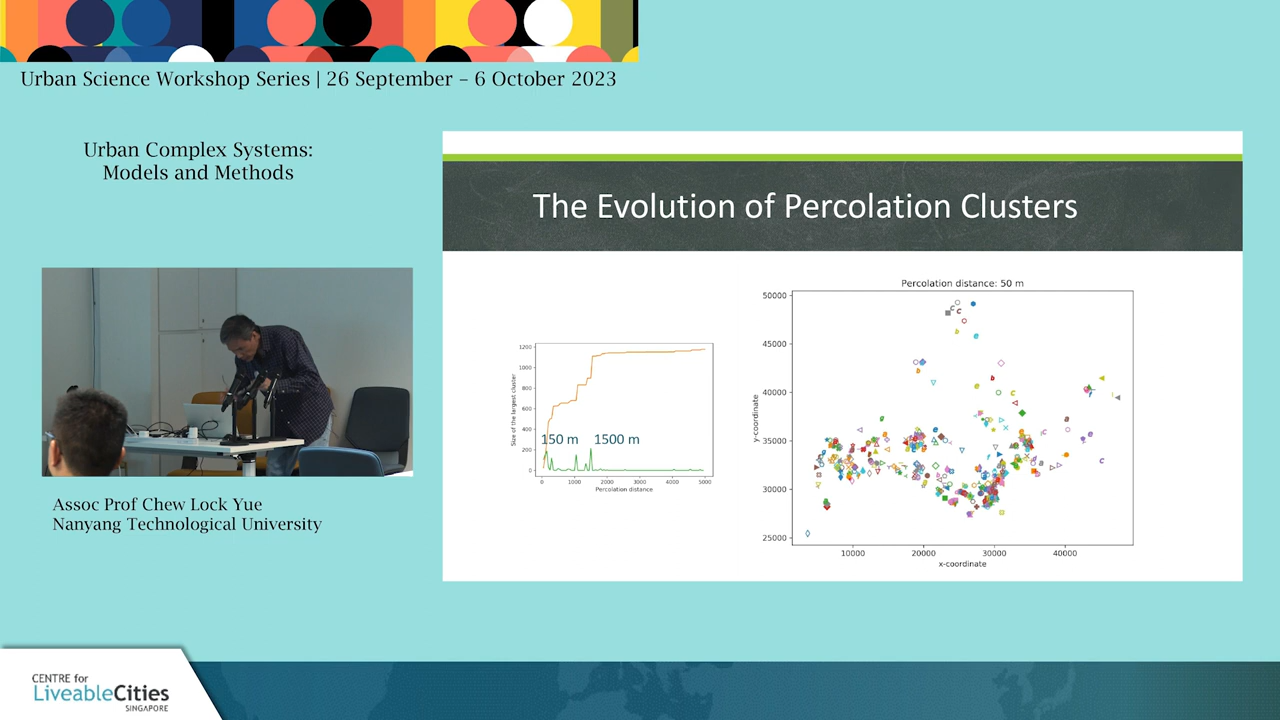 Urban Science Workshop Series | 26 September – 6 October 2023
Urban Complex Systems:
Models and Methods
The Evolution of Percolation Clusters
Size of the largest cluster
1200
1000
800
600
400
200
0
150 m
1500 m
0 1000 2000 3000 4000 5000
Percolation distance
Percolation distance: 50 m
y-coordinate
50000
45000
40000
35000
30000
25000
10000 20000 30000 40000
x-coordinate
Assoc Prof Chew Lock Yue
Nanyang Technological University
CENTRE for
LiveableCities
SINGAPORE